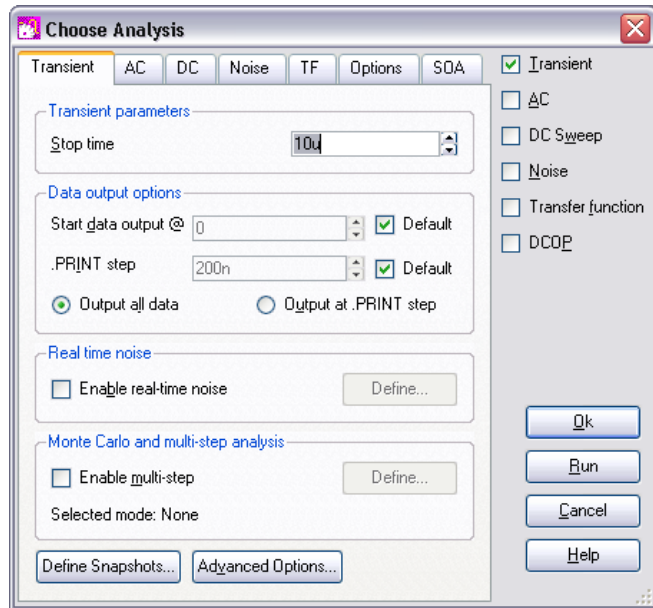 Choose Analysis
Transient AC DC Noise TF Options SOA
Transient parameters
Stop time 10u
Data output options
Start data output @ 0 Default
.PRINT step 200n Default
Output all data Output at .PRINT step
Real time noise
Enable real-time noise Define...
Monte Carlo and multi-step analysis
Enable multi-step Define...
Selected mode: None
Define Snapshots... Advanced Options...
Transient
AC
DC Sweep
Noise
Transfer function
DCOP
Ok
Run
Cancel
Help